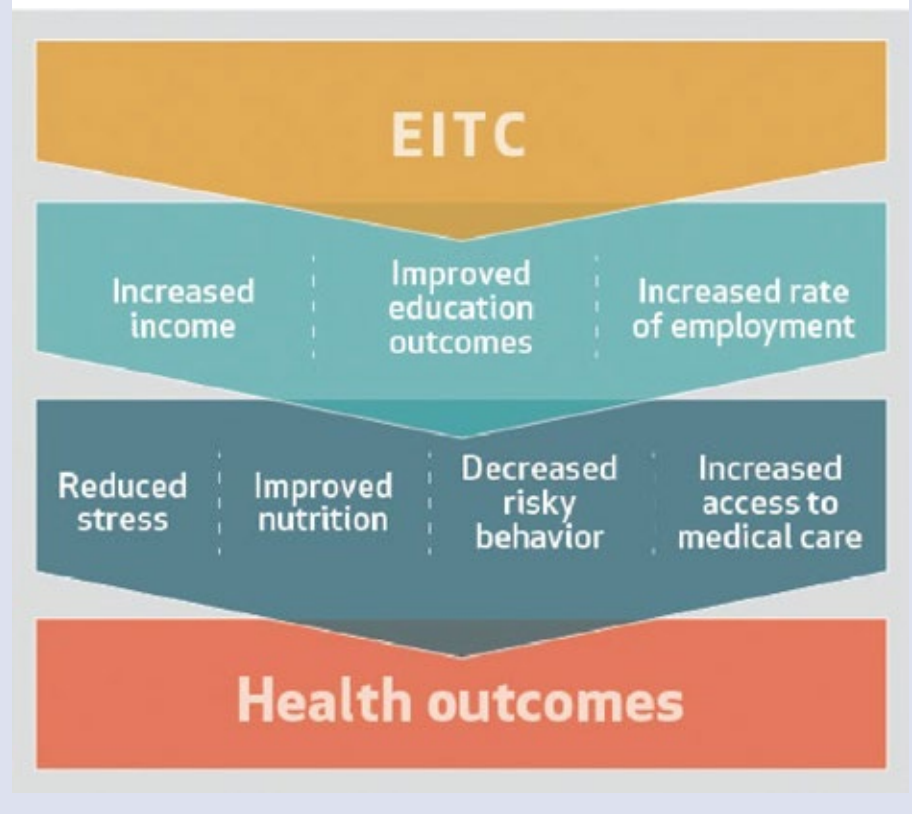 EITC
Increased
income
Improved
education
outcomes
Increased rate
of employment
Reduced
stress
Improved
nutrition
Decreased
risky
behavior
Increased
access to
medical care
Health outcomes